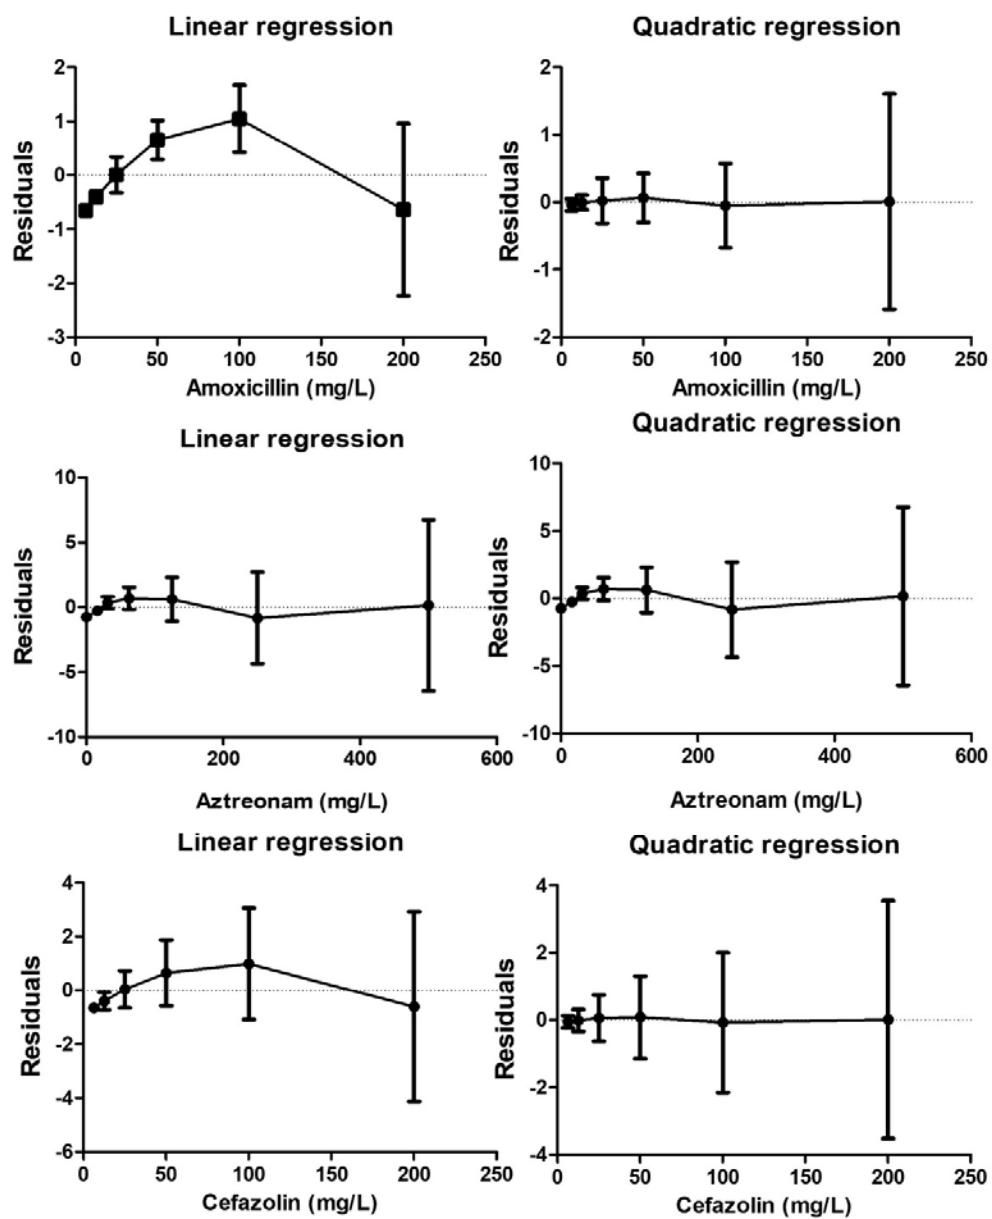 Linear regression
Quadratic regression
Residuals
2
1
0
-1
-2
-3
0 50 100 150 200 250
Amoxicillin (mg/L)
Residuals
2
1
0
-1
-2
0 50 100 150 200 250
Amoxicillin (mg/L)
Linear regression
Quadratic regression
Residuals
10
5
0
-5
-10
0 200 400 600
Aztreonam (mg/L)
Residuals
10
5
0
-5
-10
0 200 400 600
Aztreonam (mg/L)
Linear regression
Quadratic regression
Residuals
4
2
0
-2
-4
-6
0 50 100 150 200 250
Cefazolin (mg/L)
Residuals
4
2
0
-2
-4
0 50 100 150 200 250
Cefazolin (mg/L)